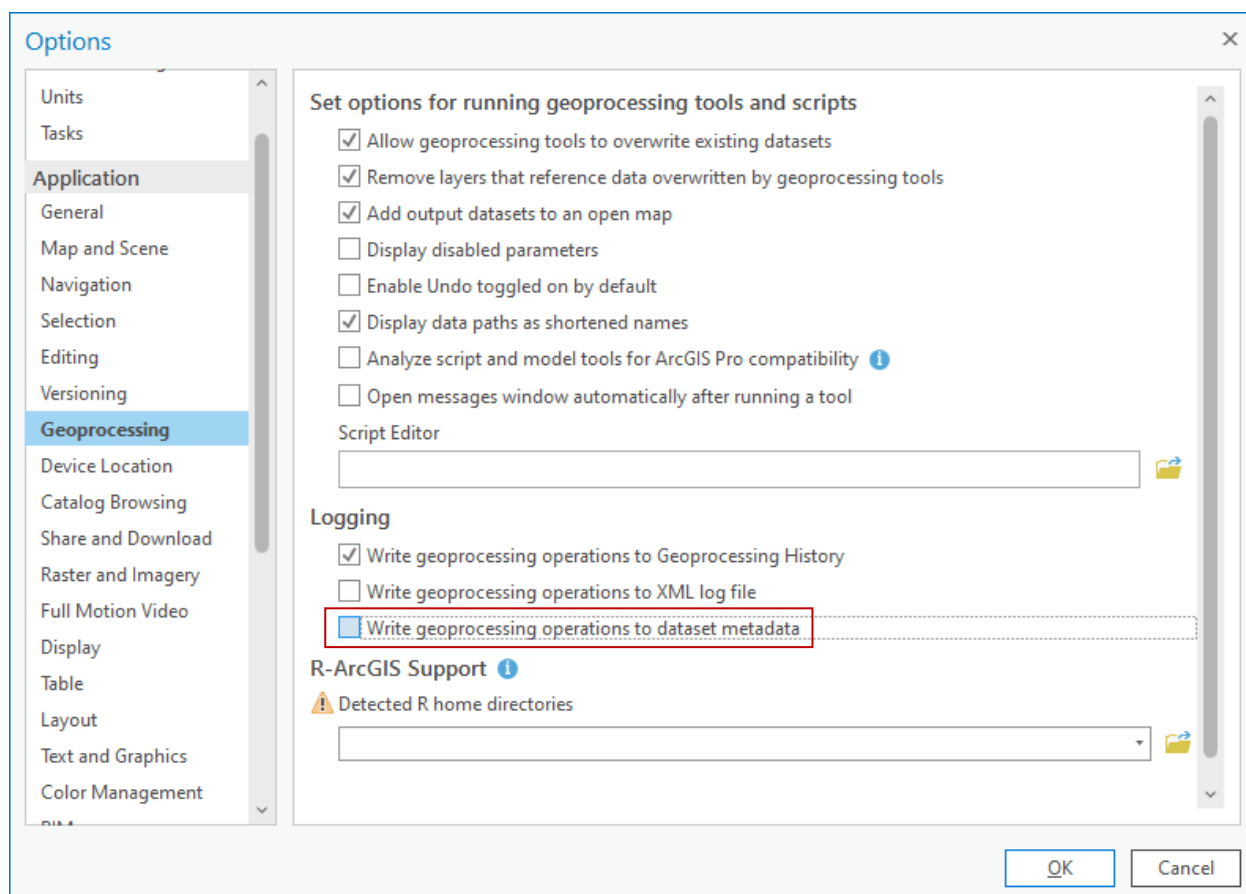 Options
Units
Tasks
Application
General
Map and Scene
Navigation
Selection
Editing
Versioning
Geoprocessing
Device Location
Catalog Browsing
Share and Download
Raster and Imagery
Full Motion Video
Display
Table
Layout
Text and Graphics
Color Management
Set options for running geoprocessing tools and scripts
Allow geoprocessing tools to overwrite existing datasets
Remove layers that reference data overwritten by geoprocessing tools
Add output datasets to an open map
Display disabled parameters
Enable Undo toggled on by default
Display data paths as shortened names
Analyze script and model tools for ArcGIS Pro compatibility
Open messages window automatically after running a tool
Script Editor
Logging
Write geoprocessing operations to Geoprocessing History
Write geoprocessing operations to XML log file
Write geoprocessing operations to dataset metadata
R-ArcGIS Support
Detected R home directories
OK
Cancel